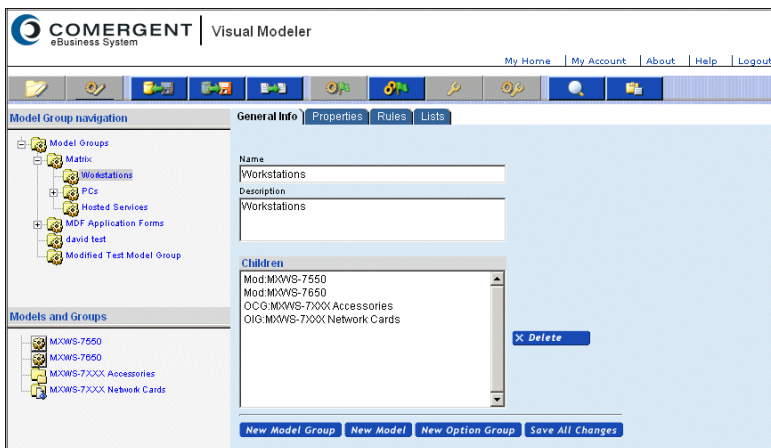 COMERGENT
eBusiness System
Visual Modeler
My Home | My Account | About | Help | Logout
Model Group navigation
General Info Properties Rules Lists
Model Groups
Matrix
Workstations
PCs
Hosted Services
MDF Application Forms
david test
Modified Test Model Group
Name
Workstations
Description
Workstations
Children
Mod:MXWS-7550
Mod:MXWS-7650
OCG:MXWS-7XXX Accessories
OIG:MXWS-7XXX Network Cards
X Delete
Models and Groups
MXWS-7550
MXWS-7650
MXWS-7XXX Accessories
MXWS-7XXX Network Cards
New Model Group New Model New Option Group Save All Changes